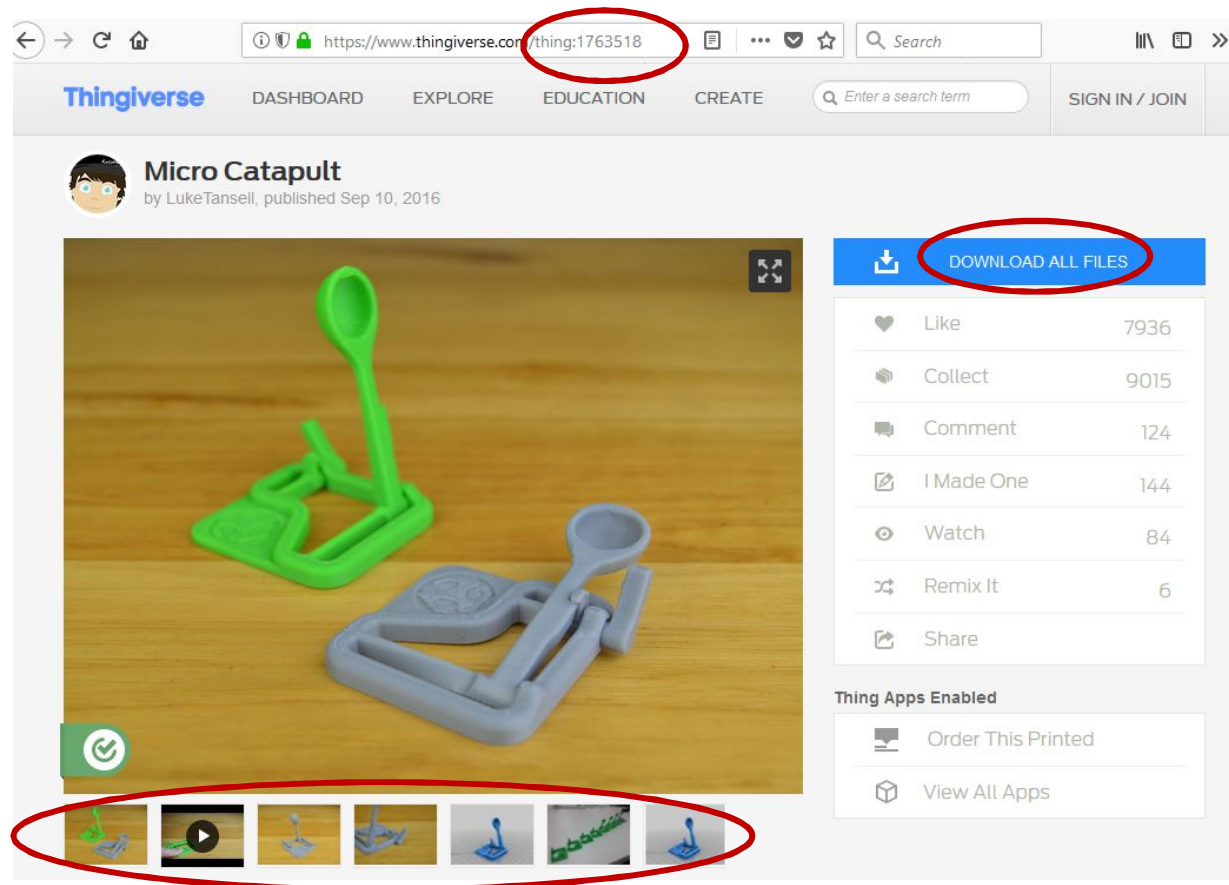 https://www.thingiverse.com/thing:1763518
Search
Thingiverse
DASHBOARD
EXPLORE
EDUCATION
CREATE
Enter a search term
SIGN IN / JOIN
Micro Catapult
by LukeTansell, published Sep 10, 2016
DOWNLOAD ALL FILES
Like 7936
Collect 9015
Comment 124
I Made One 144
Watch 84
Remix It 6
Share
Thing Apps Enabled
Order This Printed
View All Apps